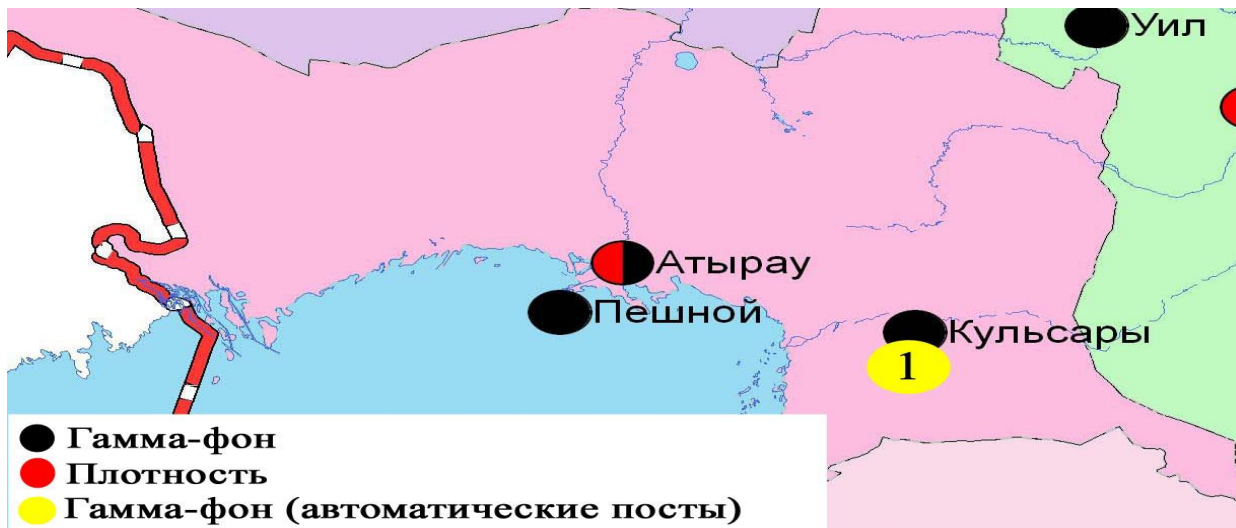 Уил
Атырау
Пешной
Кульсары
1
Гамма-фон
Плотность
Гамма-фон (автоматические посты)